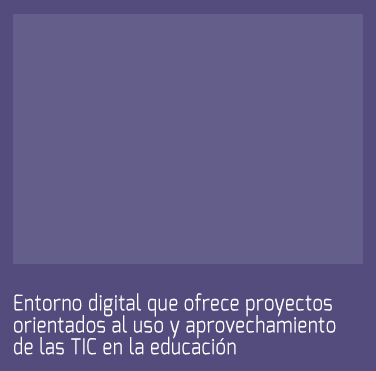 Entorno digital que ofrece proyectos
orientados al uso y aprovechamiento
de las TIC en la educación